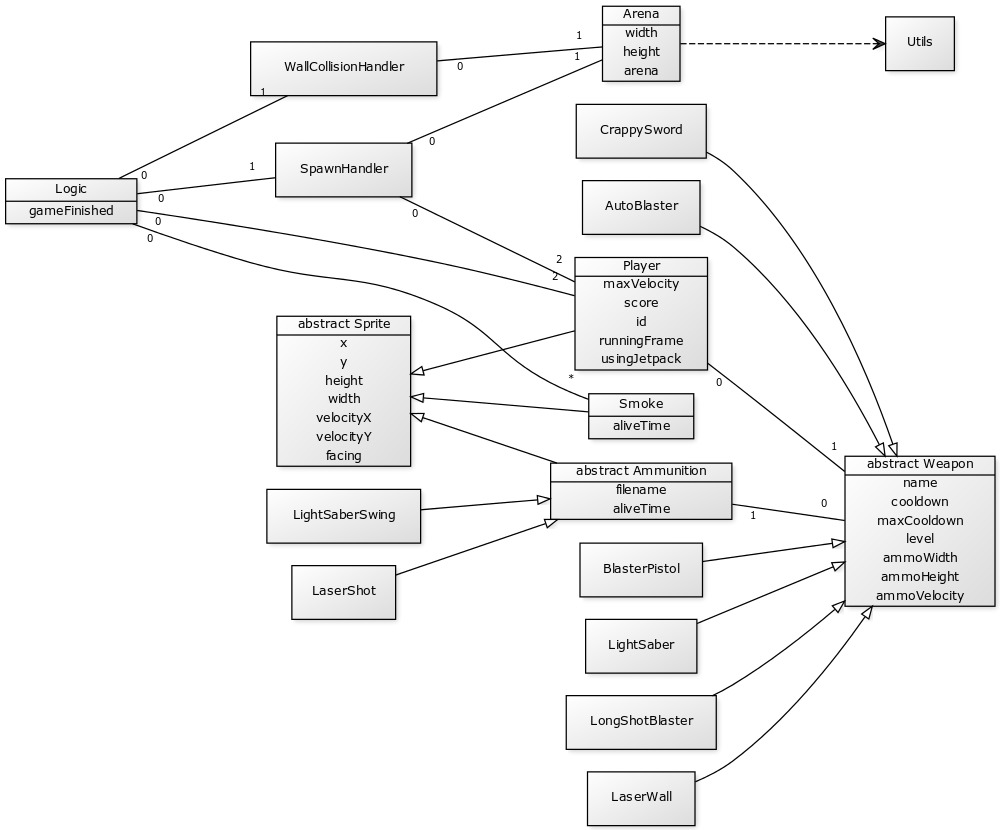 Arena
width
height
arena
Utils
1
0
WallCollisionHandler
1
0
1
0
SpawnHandler
1
0
0
CrappySword
AutoBlaster
Logic
gameFinished
0
0
2
2
Player
maxVelocity
score
id
runningFrame
usingJetpack
abstract Sprite
x
y
height
width
velocityX
velocityY
facing
*
0
1
Smoke
aliveTime
abstract Ammunition
filename
aliveTime
1
0
abstract Weapon
name
cooldown
maxCooldown
level
ammoWidth
ammoHeight
ammoVelocity
LightSaberSwing
LaserShot
BlasterPistol
LightSaber
LongShotBlaster
LaserWall